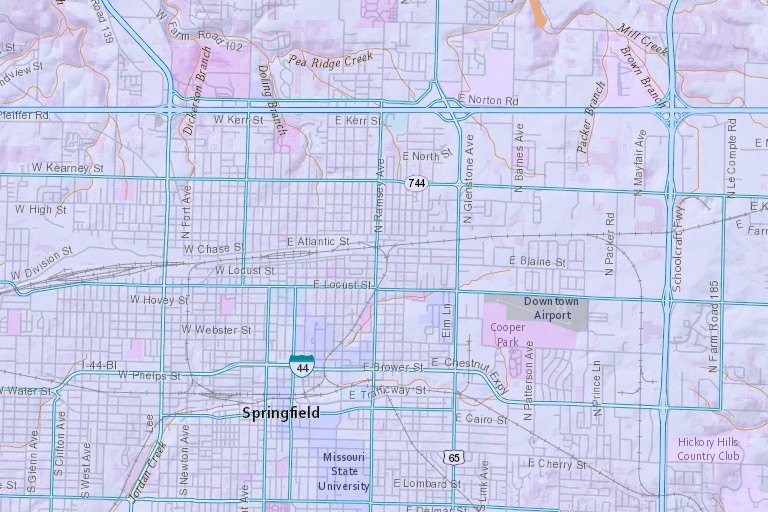 Road 139
W Farm Road 102
Dickerson Branch
Doling Branch
Pea Ridge Creek
Mill Creek
Brown Branch
Packer Branch
ndview St
Norton Rd
Pfeiffer Rd
W Kerr St
E Kerr St
E North St
W Kearney St
744
N Ramsey Ave
N Glenstone Ave
N Barnes Ave
N Mayfair Ave
N Le Comple Rd
N Fort Ave
W High St
W Chase St
E Atlantic St
W Division St
W Locust St
E Blaine St
N Packer Rd
Schoolcraft Fwy
N Farm Road 185
E Locust St
W Hovey St
W Webster St
Elm Ln
Downtown
Airport
Cooper
Park
I-44-Bl
W Phelps St
44
E Brower St
E Chestnut Expy
N Patterson Ave
N Prince Ln
W Water St
Springfield
E Cairo St
Lee
Jordan Creek
S Glenn Ave
S Clifton Ave
S West Ave
S Newton Ave
Missouri
State
University
65
E Cherry St
Hickory Hills
Country Club
E Lombard St
S Link Ave
E Delmar St